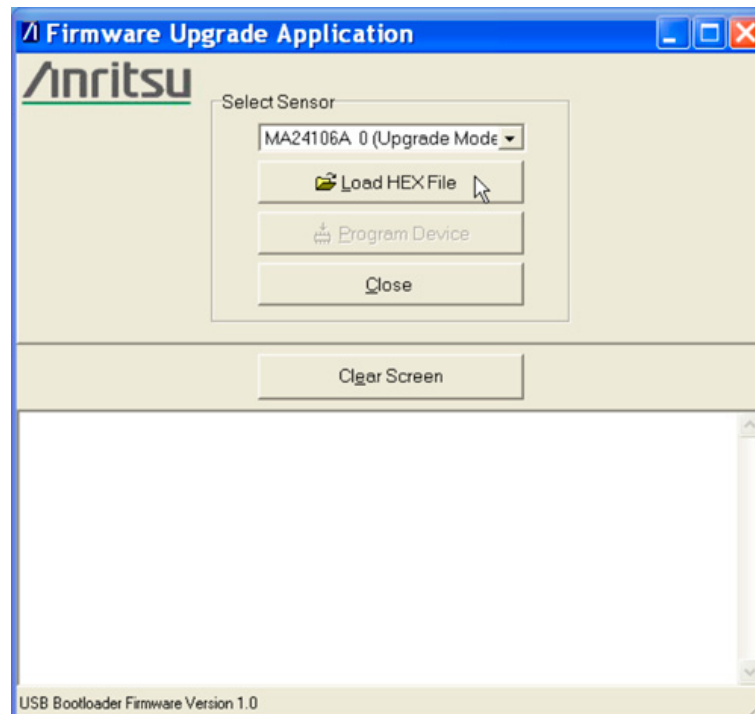 Firmware Upgrade Application
Anritsu
Select Sensor
MA24106A 0 (Upgrade Mode
Load HEX File
Program Device
Close
Clear Screen
USB Bootloader Firmware Version 1.0